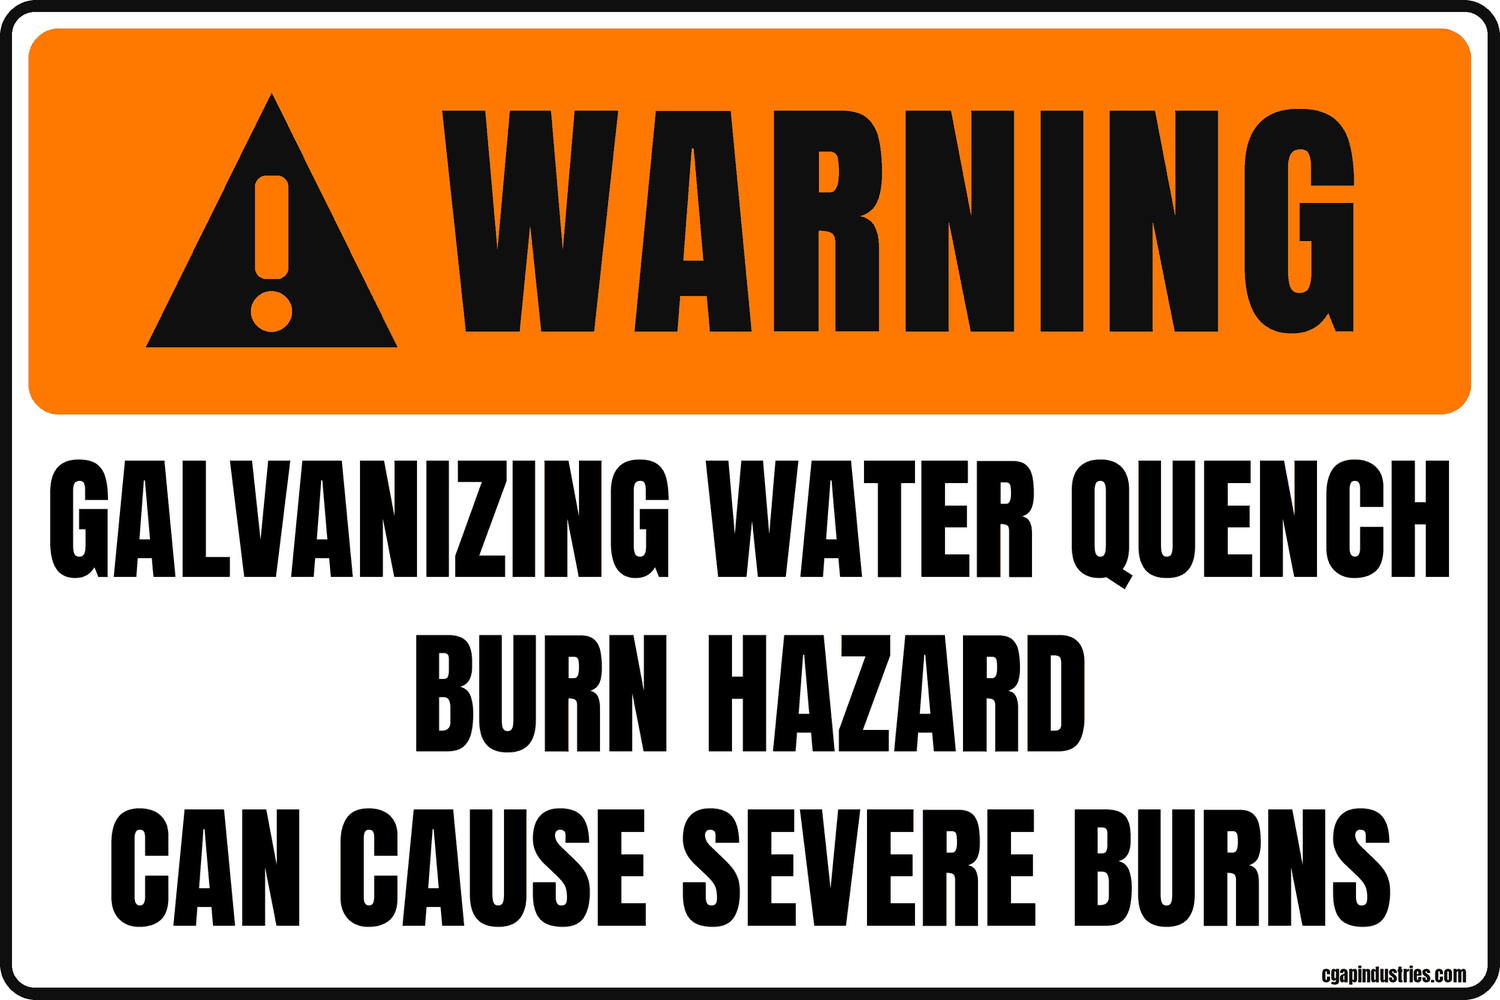 WARNING
GALVANIZING WATER QUENCH
BURN HAZARD
CAN CAUSE SEVERE BURNS
cgapindustries.com